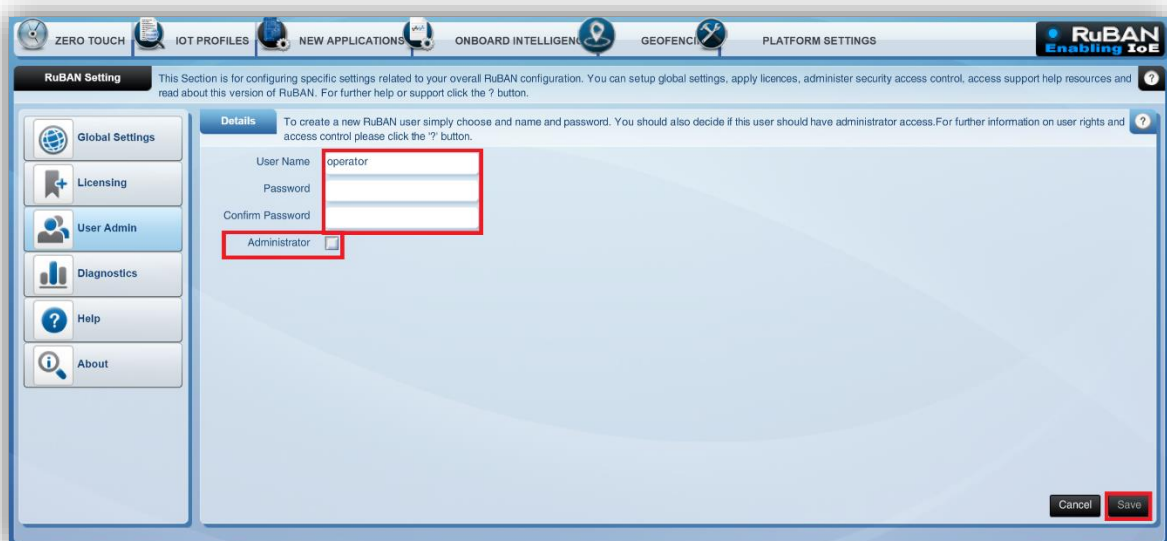 ZERO TOUCH IOT PROFILES NEW APPLICATIONS ONBOARD INTELLIGENC GEOFENCI PLATFORM SETTINGS
RuBAN
Enabling IoE
RuBAN Setting
This Section is for configuring specific settings related to your overall RuBAN configuration. You can setup global settings, apply licences, administer security access control, access support help resources and
read about this version of RuBAN. For further help or support click the ? button.
?
Global Settings
Licensing
User Admin
Diagnostics
? Help
About
Details
To create a new RuBAN user simply choose and name and password. You should also decide if this user should have administrator access.For further information on user rights and
access control please click the '?' button.
?
User Name operator
Password
Confirm Password
Administrator
Cancel Save